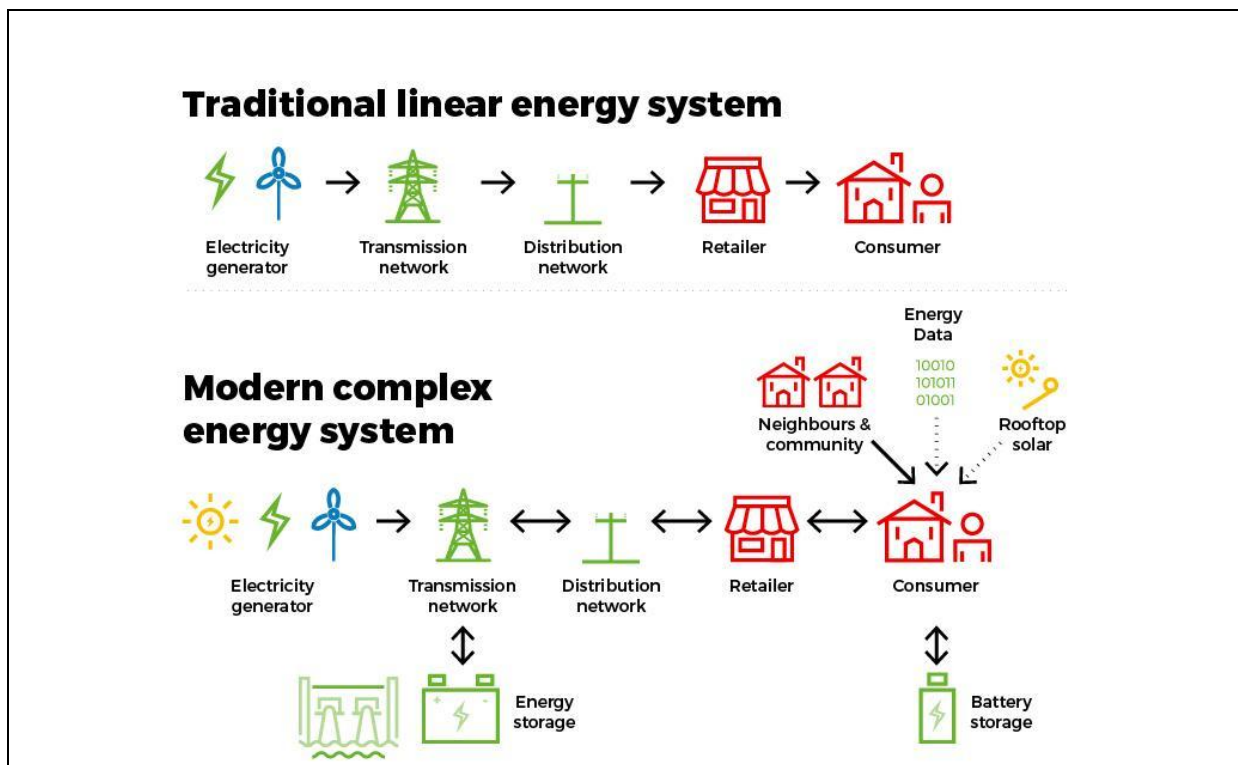 Traditional linear energy system
Electricity
generator
Transmission
network
Distribution
network
Retailer
Consumer
Energy
Data
10010
101011
01001
Neighbours &
community
Rooftop
solar
Modern complex
energy system
Electricity
generator
Transmission
network
Distribution
network
Retailer
Consumer
Energy
storage
Battery
storage